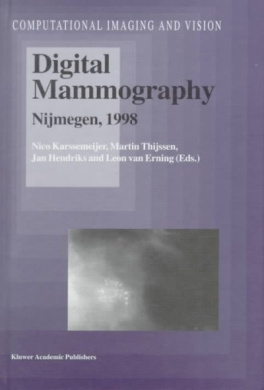 COMPUTATIONAL IMAGING AND VISION
Digital
Mammography
Nijmegen, 1998
Nico Karssemeijer, Martin Thijssen,
Jan Hendriks and Leon van Erning (Eds.)
Kluwer Academic Publishers